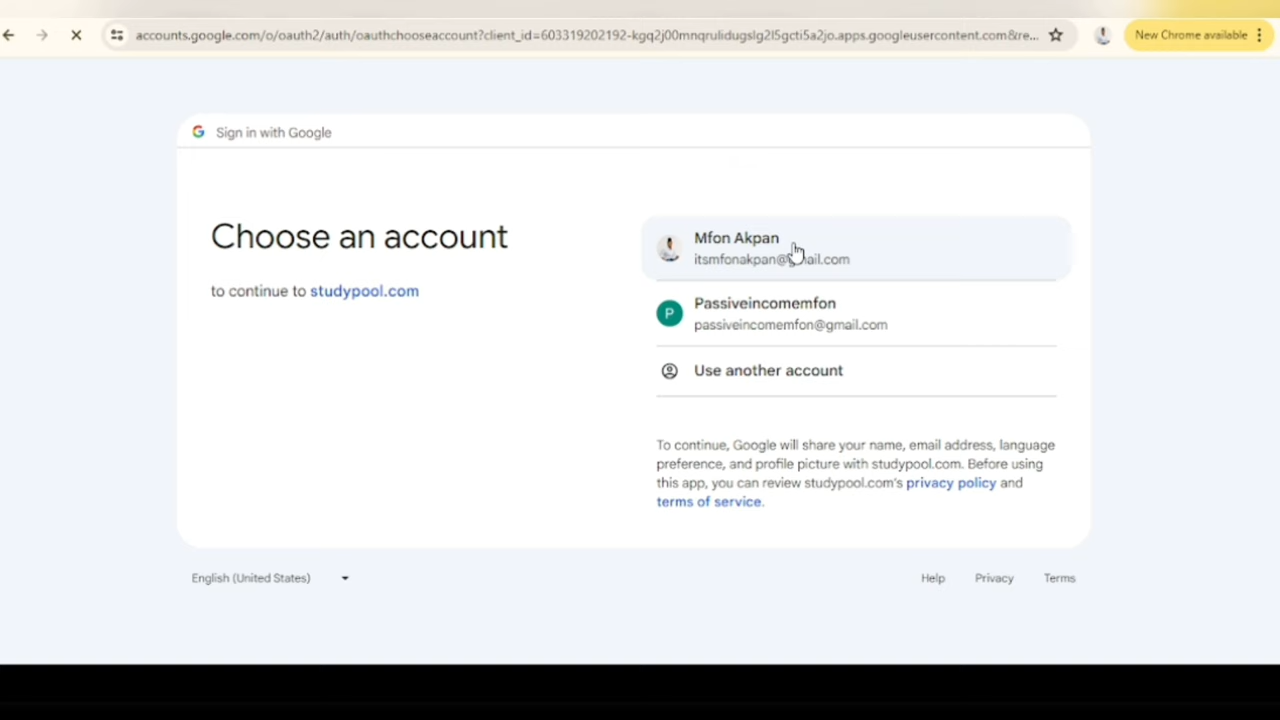 accounts.google.com/o/oauth2/auth/oauthchooseaccount?client_id=603319202192-kgq2j00mnqrulidugslg2l5gcti5a2jo.apps.googleusercontent.com&re...
New Chrome available
Sign in with Google
Choose an account
to continue to studypool.com
Mfon Akpan
itsmfonakpan@gmail.com
P
Passiveincomemfon
passiveincomemfon@gmail.com
Use another account
To continue, Google will share your name, email address, language
preference, and profile picture with studypool.com. Before using
this app, you can review studypool.com's privacy policy and
terms of service.
English (United States)
Help
Privacy
Terms